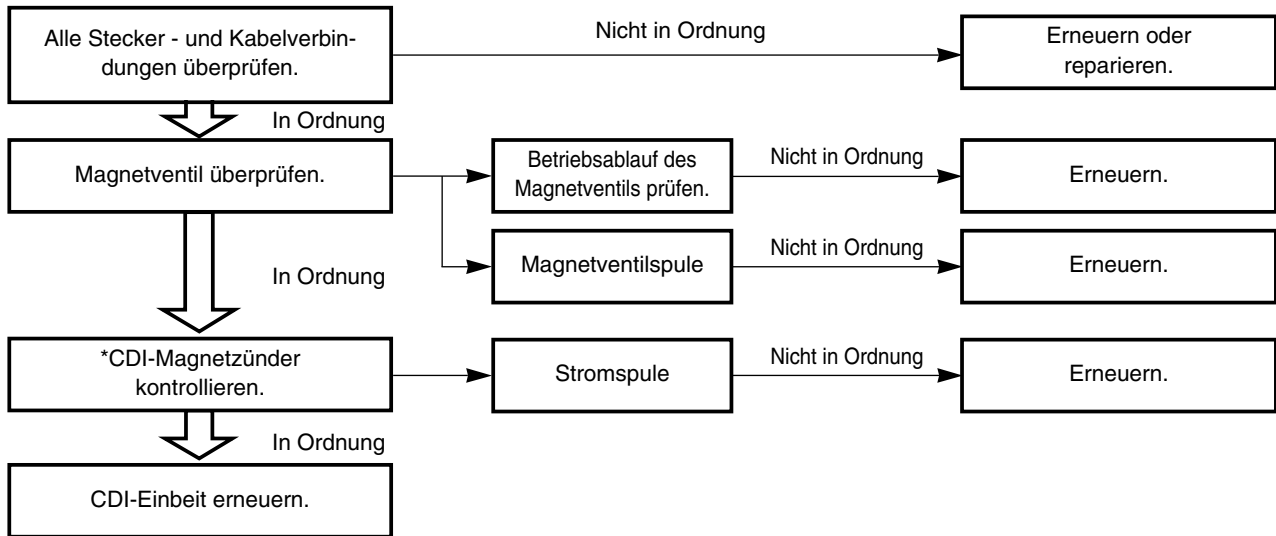 Alle Stecker - und Kabelverbin-
dungen überprüfen.
Nicht in Ordnung
Erneuern oder
reparieren.
In Ordnung
Magnetventil überprüfen.
Betriebsablauf des
Magnetventils prüfen.
Nicht in Ordnung
Erneuern.
Magnetventilspule
Nicht in Ordnung
Erneuern.
In Ordnung
*CDI-Magnetzünder
kontrollieren.
Stromspule
Nicht in Ordnung
Erneuern.
In Ordnung
CDI-Einbeit erneuern.